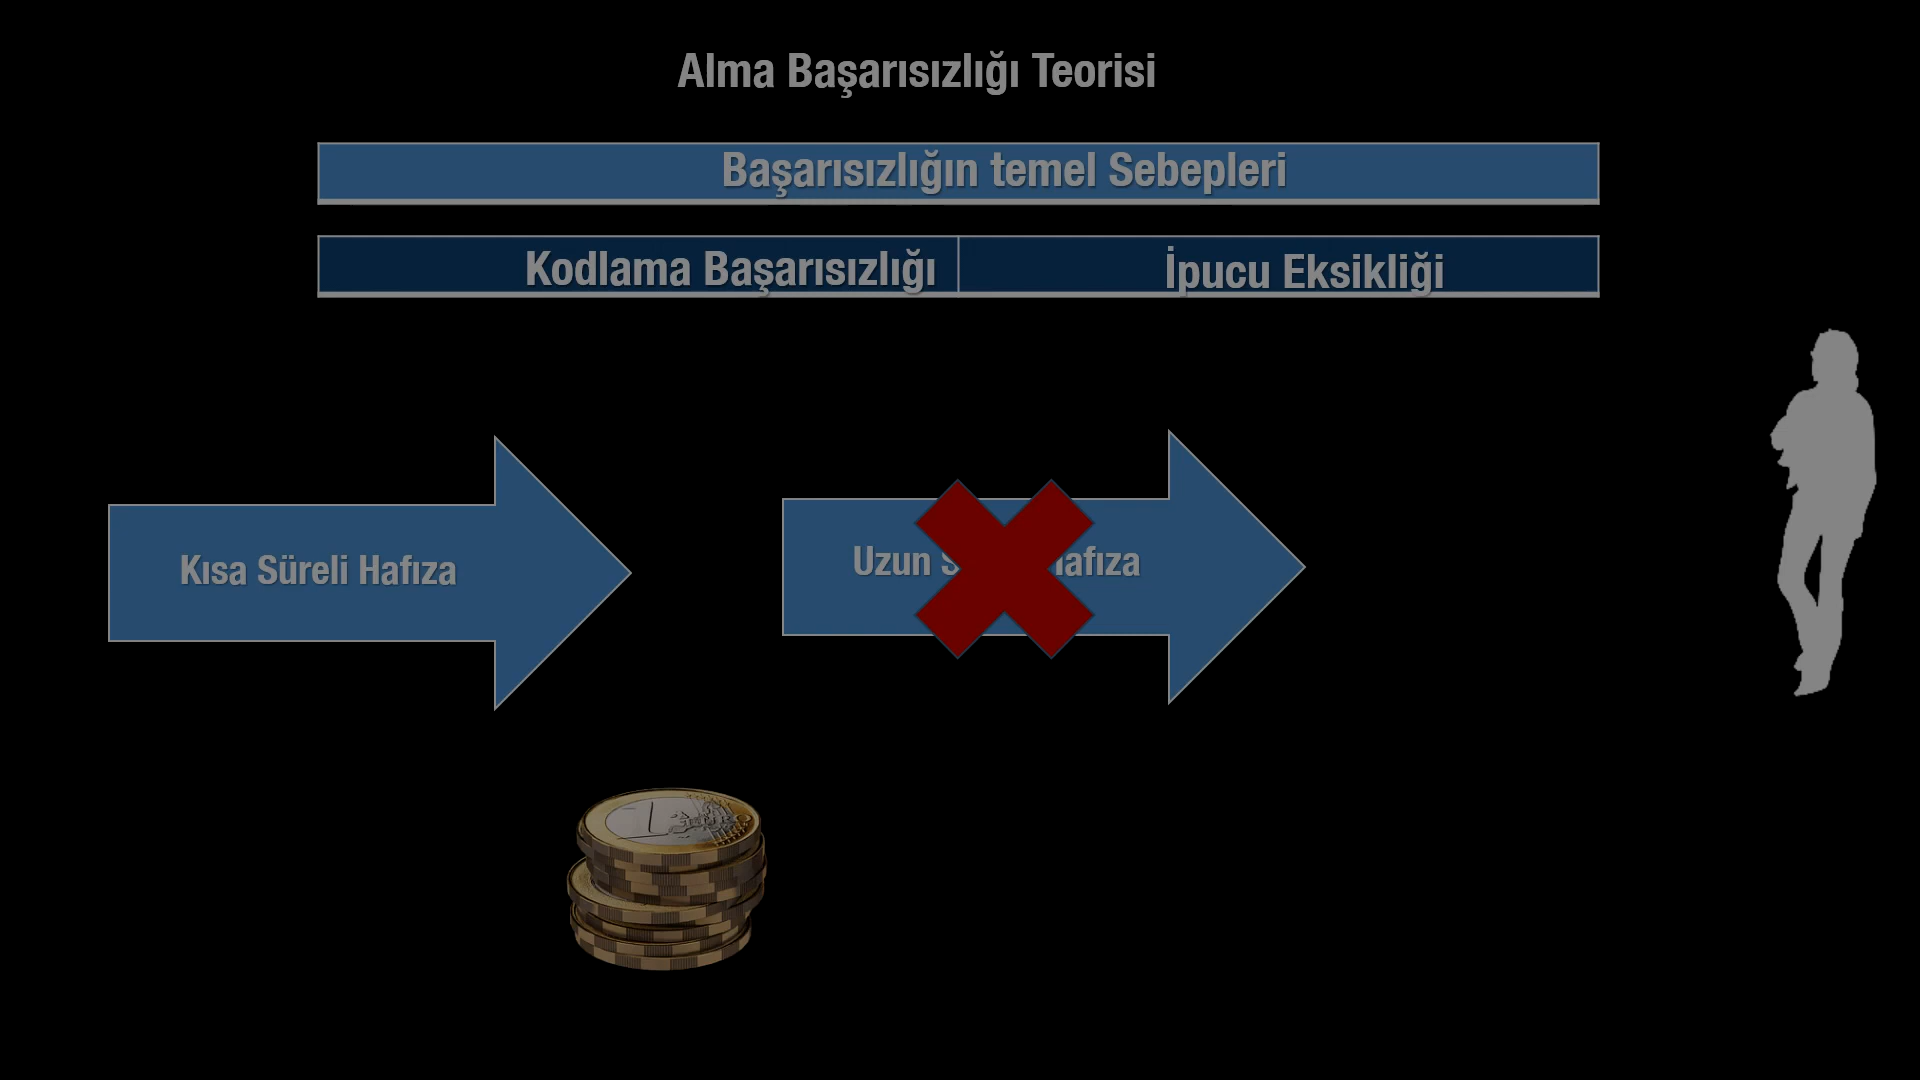 Alma Başarısızlığı Teorisi
Başarısızlığın temel Sebepleri
Kodlama Başarısızlığı
İpucu Eksikliği
Kısa Süreli Hafıza
Uzun